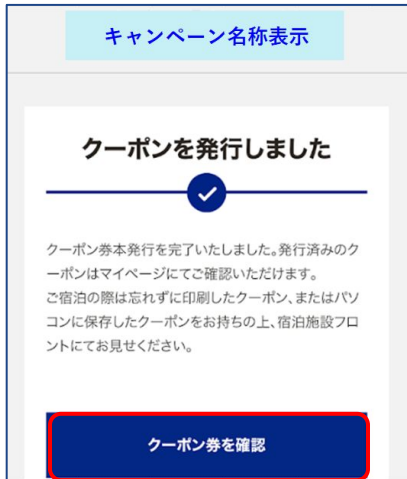 キャンペーン名称表示
クーポンを発行しました
クーポン券本発行を完了いたしました。発行済みのク
ーポンはマイページにてご確認いただけます。
ご宿泊の際は忘れずに印刷したクーポン、またはパソ
コンに保存したクーポンをお持ちの上、宿泊施設フロ
ントにてお見せください。
クーポン券を確認